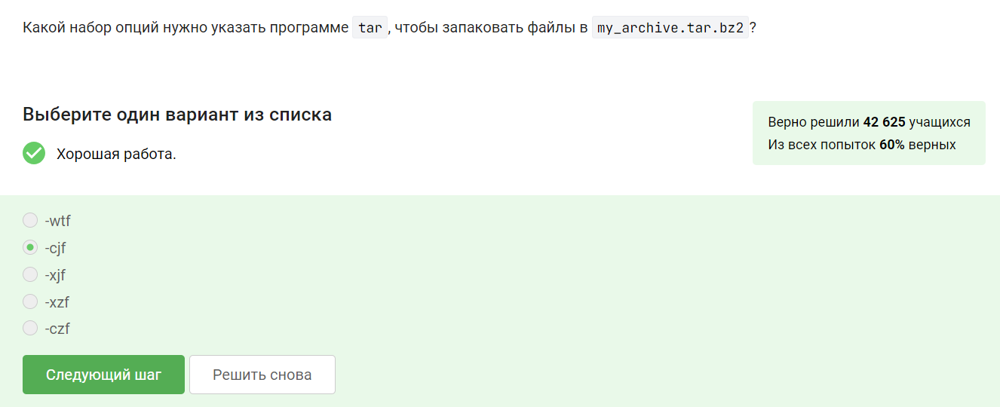 Какой набор опций нужно указать программе tar, чтобы запаковать файлы в my_archive.tar.bz2?
Выберите один вариант из списка
Хорошая работа.
Верно решили 42 625 учащихся
Из всех попыток 60% верных
-wtf
-cjf
-xjf
-xzf
-czf
Следующий шаг
Решить снова